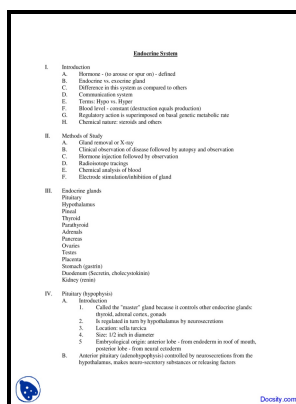 Endocrine System
I. Introduction
A. Hormone - (to arouse or spur on) - defined
B. Endocrine vs. exocrine gland
C. Difference in this system as compared to others
D. Communication system
E. Terms: Hypo vs. Hyper
F. Blood level - constant (destruction equals production)
G. Regulatory action is superimposed on basal genetic metabolic rate
H. Chemical nature: steroids and others
II. Methods of Study
A. Gland removal or X-ray
B. Clinical observation of disease followed by autopsy and observation
C. Hormone injection followed by observation
D. Radioisotope tracings
E. Chemical analysis of blood
F. Electrode stimulation/inhibition of gland
III. Endocrine glands
Pituitary
Hypothalamus
Pineal
Thyroid
Parathyroid
Adrenals
Pancreas
Ovaries
Testes
Placenta
Stomach (gastrin)
Duodenum (Secretin, cholecystokinin)
Kidney (renin)
IV. Pituitary (hypophysis)
A. Introduction
1. Called the "master" gland because it controls other endocrine glands:
thyroid, adrenal cortex, gonads
2. Is regulated in turn by hypothalamus by neurosecretions
3. Location: sella turcica
4. Size: 1/2 inch in diameter
5 Embryological origin: anterior lobe - from endoderm in roof of mouth,
posterior lobe - from neural ectoderm
B. Anterior pituitary (adenohypophysis) controlled by neurosecretions from the
hypothalamus, makes neuro-secretory substances or releasing factors
Docsity.com